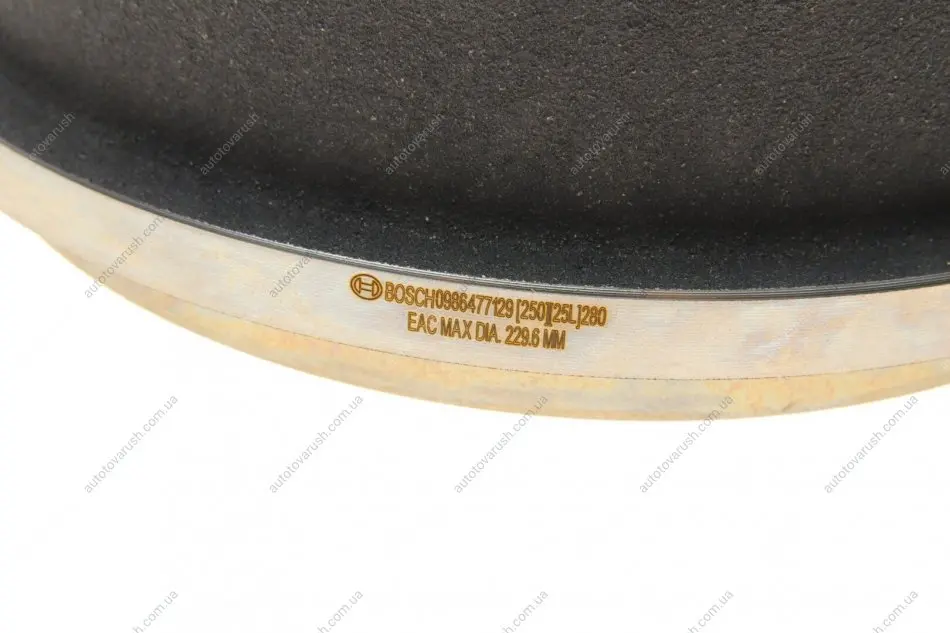 BOSCH0986477129 [250][25L]280
EAC MAX DIA. 229.6 MM
autotovarush.com.ua